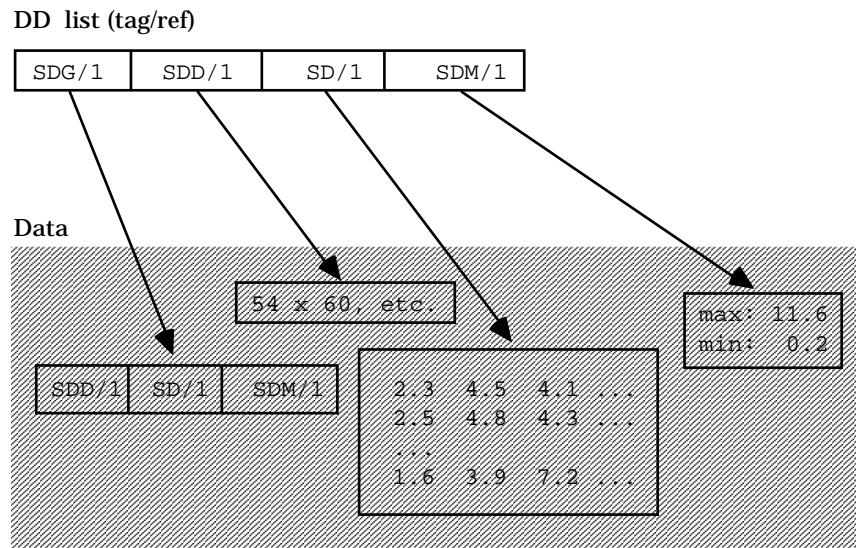 DD list (tag/ref)
SDG/1 SDD/1 SD/1 SDM/1
Data
54 x 60, etc.
max: 11.6
min: 0.2
SDD/1 SD/1 SDM/1
2.3 4.5 4.1 ...
2.5 4.8 4.3 ...
...
1.6 3.9 7.2 ...